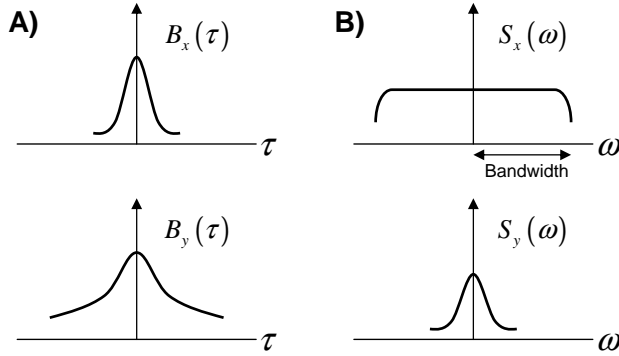 A)
B_x(τ)
τ
B_y(τ)
τ
B)
S_x(ω)
Bandwidth
ω
S_y(ω)
ω